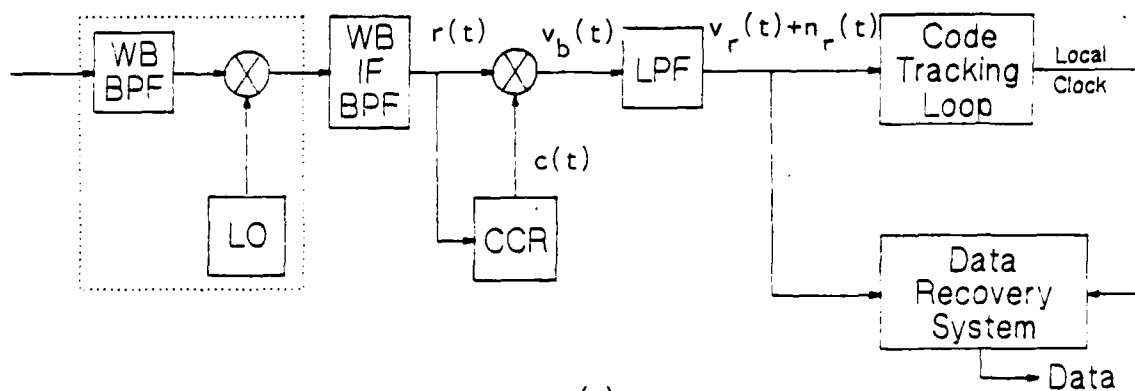 WB
BPF
LO
WB
IF
BPF
r(t)
c(t)
CCR
v_b(t)
LPF
v_r(t)+n_r(t)
Code
Tracking
Loop
Local
Clock
Data
Recovery
System
Data